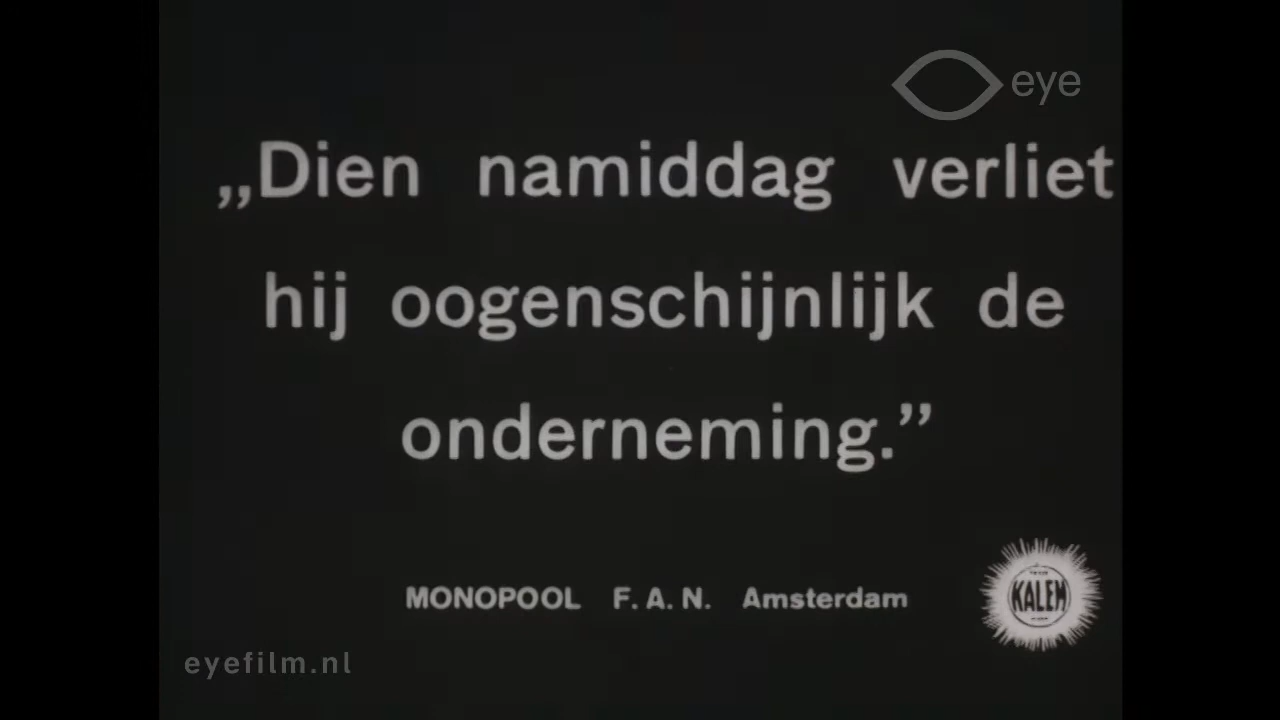 eye
„Dien namiddag verliet
hij oogenschijnlijk de
onderneming.”
MONOPOOL F. A. N. Amsterdam
KALEM
eyefilm.nl